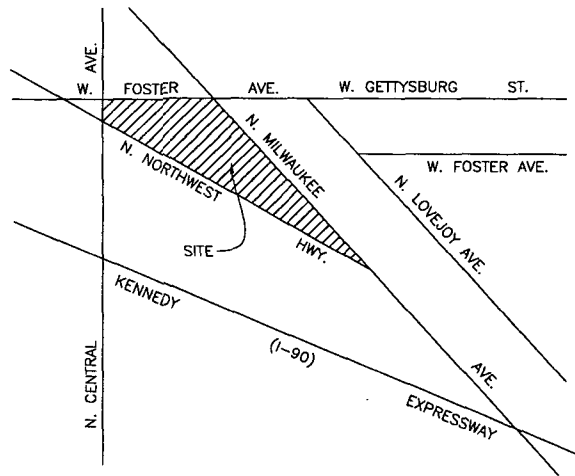 W. FOSTER AVE. W. GETTYSBURG ST.
N. CENTRAL AVE.
N. MILWAUKEE AVE.
N. NORTHWEST HWY.
W. FOSTER AVE.
N. LOVEJOY AVE.
SITE
KENNEDY (I-90) EXPRESSWAY